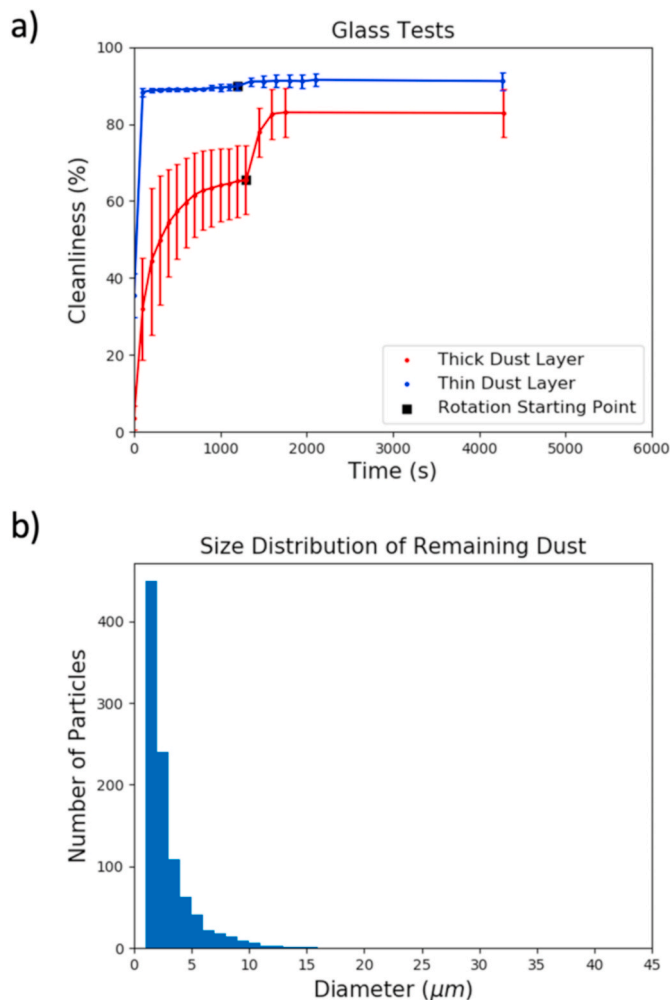 a)
Glass Tests
100
80
60
40
20
0
Cleanliness (%)
Thick Dust Layer
Thin Dust Layer
Rotation Starting Point
0 1000 2000 3000 4000 5000 6000
Time (s)
b)
Size Distribution of Remaining Dust
400
300
200
100
0
Number of Particles
0 5 10 15 20 25 30 35 40 45
Diameter (μm)